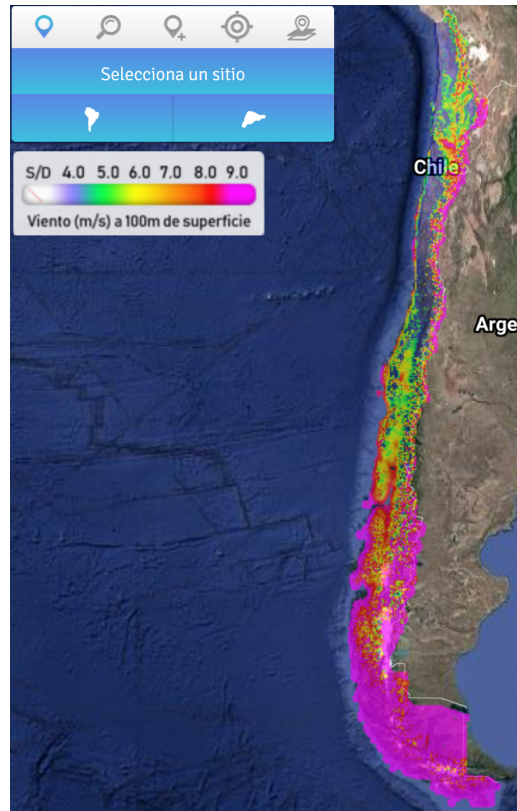 Selecciona un sitio
S/D 4.0 5.0 6.0 7.0 8.0 9.0
Viento (m/s) a 100m de superficie
Chile
Arge